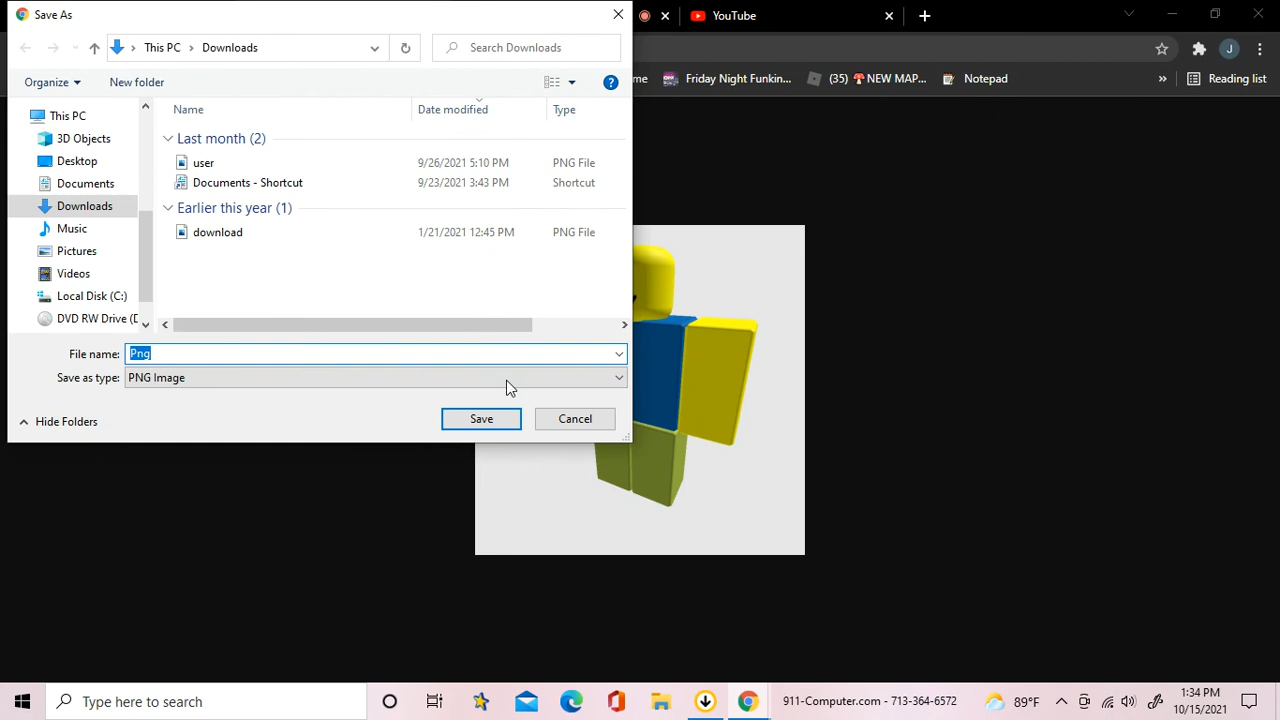 Save As
YouTube
This PC
Downloads
Search Downloads
me
Friday Night Funkin...
(35) NEW MAP...
Notepad
»
Reading list
J
Organize
New folder
Name
Date modified
Type
This PC
3D Objects
Desktop
Documents
Downloads
Music
Pictures
Videos
Local Disk (C:)
DVD RW Drive (D
Last month (2)
user
9/26/2021 5:10 PM
PNG File
Documents - Shortcut
9/23/2021 3:43 PM
Shortcut
Earlier this year (1)
download
1/21/2021 12:45 PM
PNG File
File name:
Png
Save as type:
PNG Image
Hide Folders
Save
Cancel
Type here to search
911-Computer.com - 713-364-6572
89°F
1:34 PM
10/15/2021